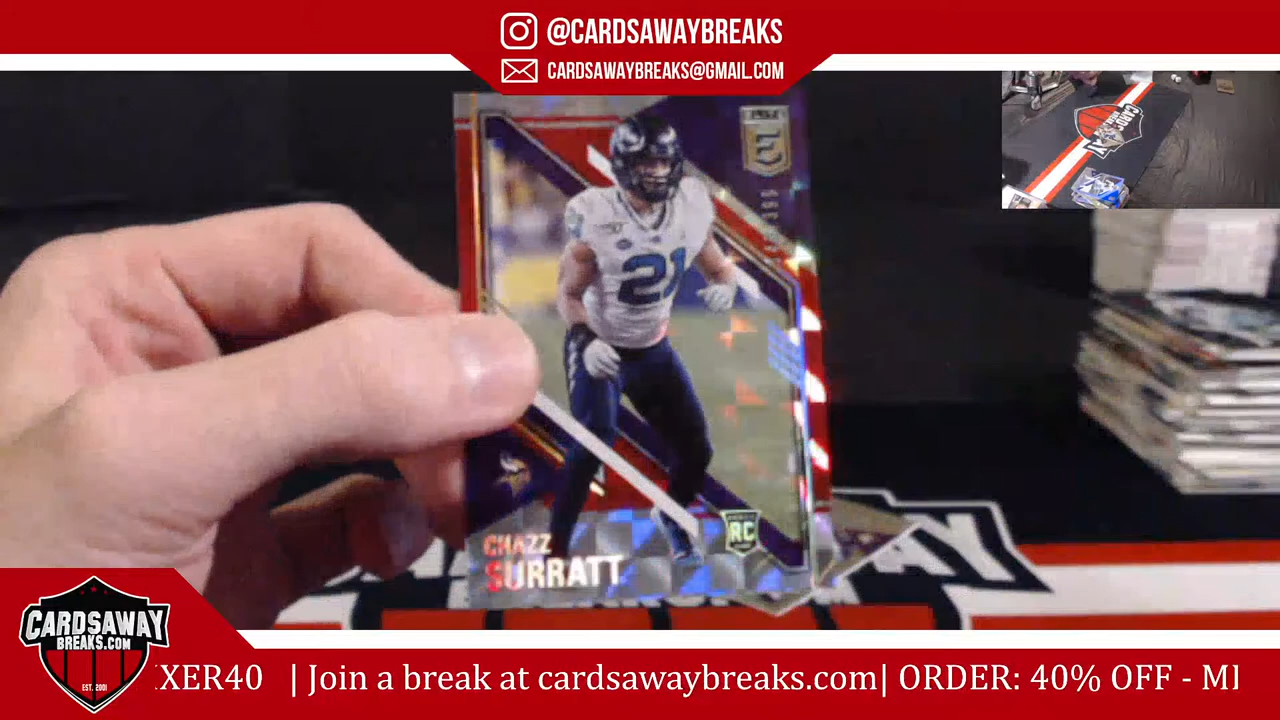 @CARDSAWAYBREAKS
CARDSAWAYBREAKS@GMAIL.COM
21
CHAZZ
SURRATT
RC
CARDSAWAY
BREAKS.COM
EST. 2001
XER40 | Join a break at cardsawaybreaks.com| ORDER: 40% OFF - MI